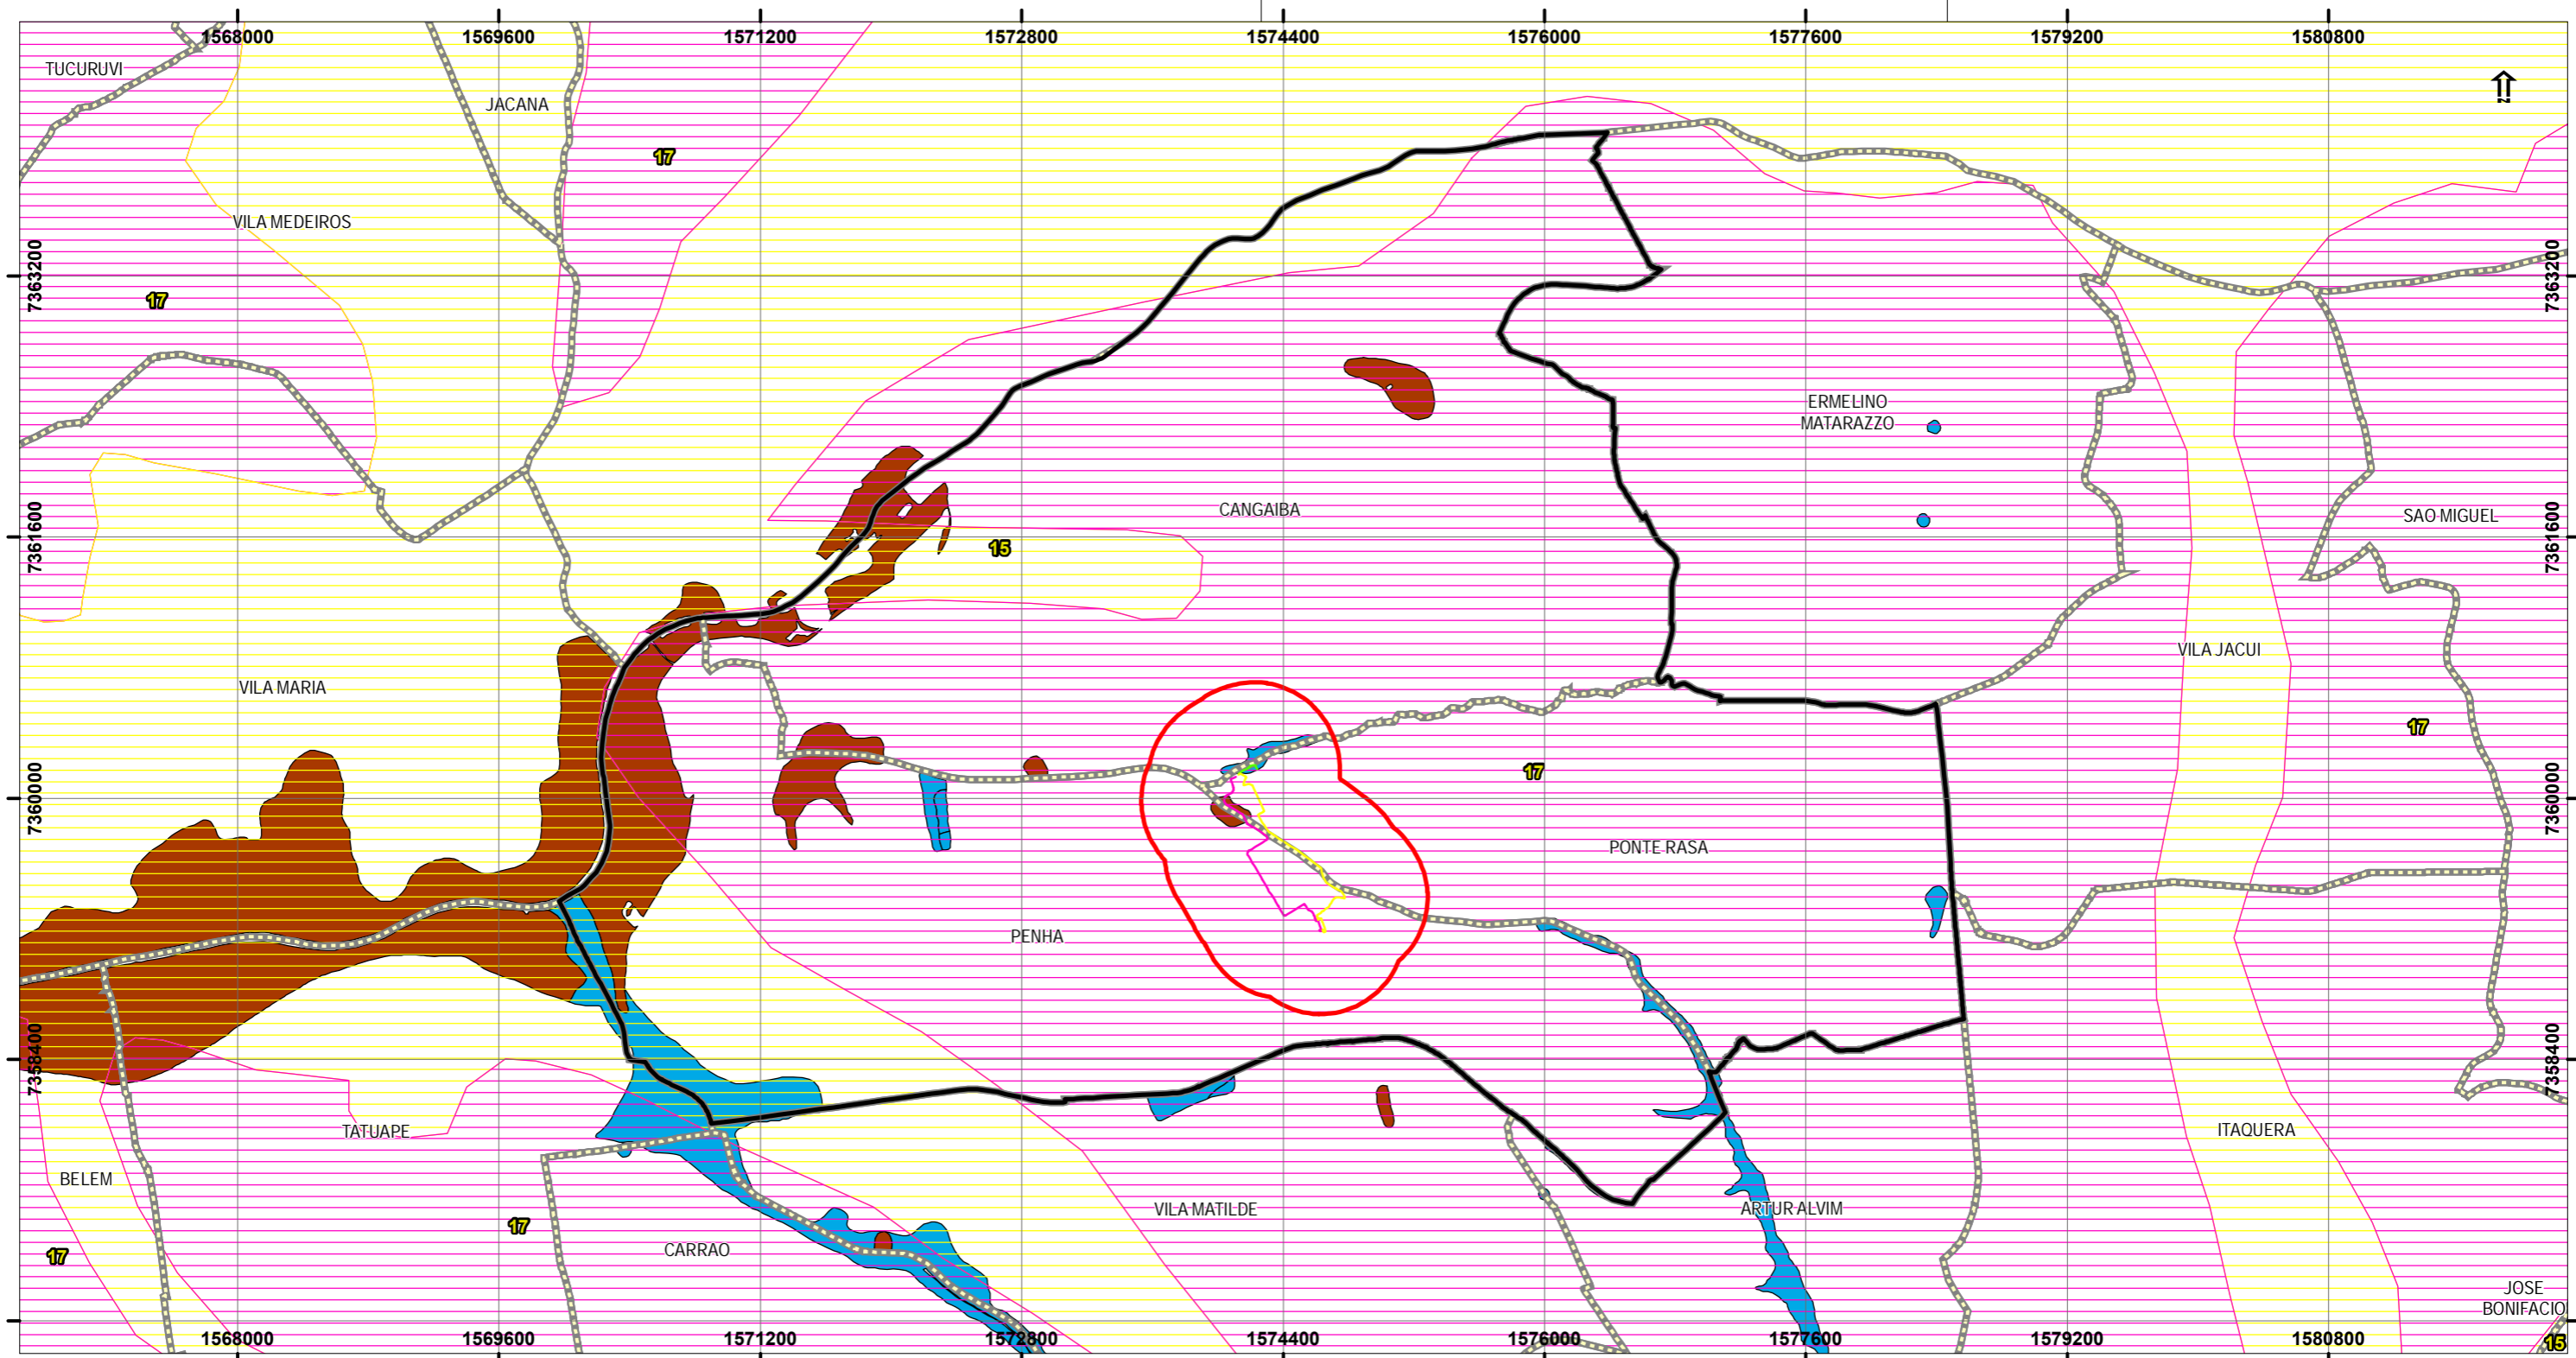 1568000 1569600 1571200 1572800 1574400 1576000 1577600 1579200 1580800
TUCURUVI
N
JACANA
17
VILA MEDEIROS
7363200
7363200
17
ERMELINO
MATARAZZO
CANGAIBA
SAO MIGUEL
7361600
7361600
15
VILA JACUI
VILA MARIA
17
17
7360000
7360000
PONTE RASA
PENHA
7358400
7358400
TATUAPE
ITAQUERA
BELEM
VILA MATILDE
ARTUR ALVIM
17
CARRAO
17
JOSE
BONIFACIO
1568000 1569600 1571200 1572800 1574400 1576000 1577600 1579200 1580800
15